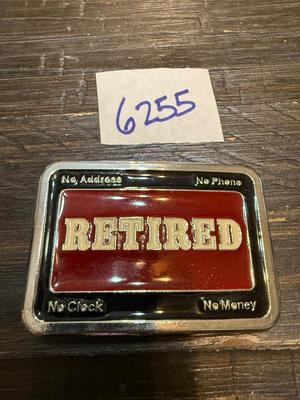 6255
No, Address No Phone
RETIRED
No Clock No Money